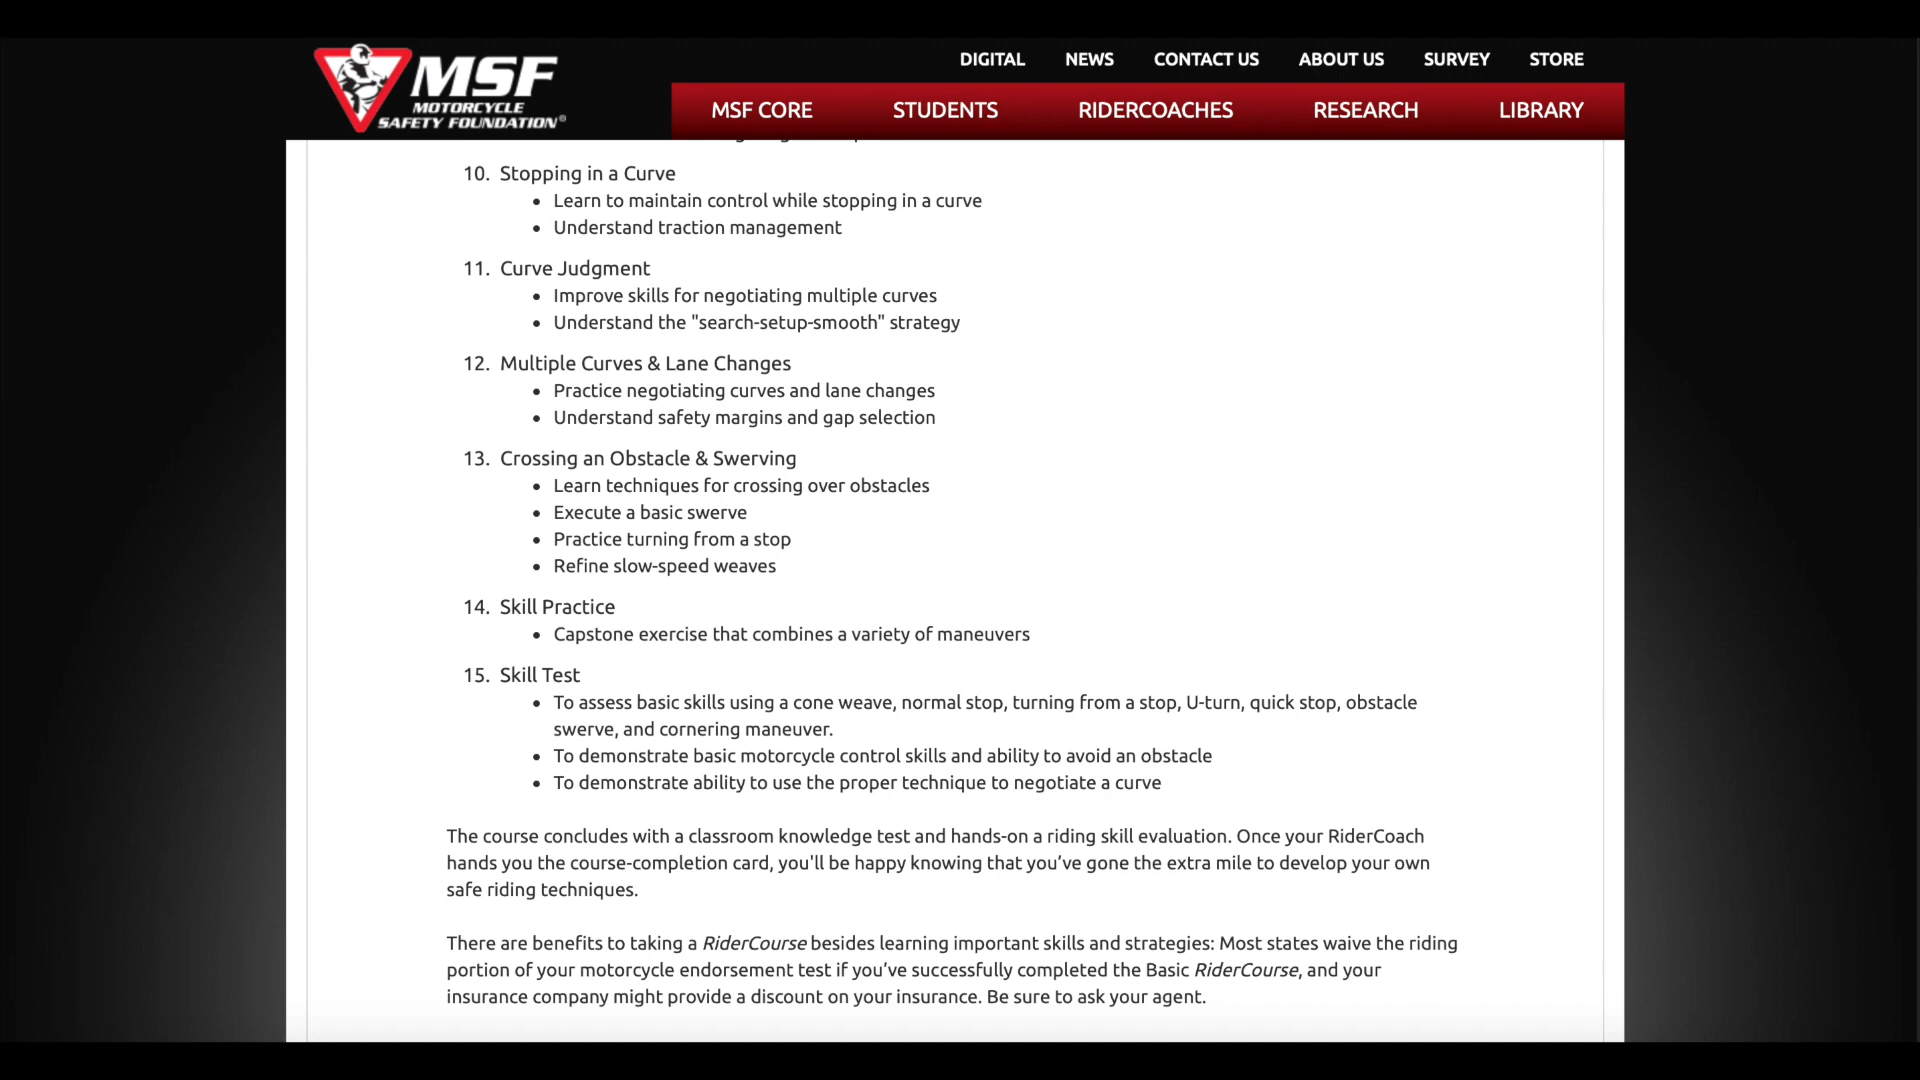 MSF
MOTORCYCLE
SAFETY FOUNDATION®
DIGITAL NEWS CONTACT US ABOUT US SURVEY STORE
MSF CORE STUDENTS RIDERCOACHES RESEARCH LIBRARY
10. Stopping in a Curve
• Learn to maintain control while stopping in a curve
• Understand traction management
11. Curve Judgment
• Improve skills for negotiating multiple curves
• Understand the "search-setup-smooth" strategy
12. Multiple Curves & Lane Changes
• Practice negotiating curves and lane changes
• Understand safety margins and gap selection
13. Crossing an Obstacle & Swerving
• Learn techniques for crossing over obstacles
• Execute a basic swerve
• Practice turning from a stop
• Refine slow-speed weaves
14. Skill Practice
• Capstone exercise that combines a variety of maneuvers
15. Skill Test
• To assess basic skills using a cone weave, normal stop, turning from a stop, U-turn, quick stop, obstacle
swerve, and cornering maneuver.
• To demonstrate basic motorcycle control skills and ability to avoid an obstacle
• To demonstrate ability to use the proper technique to negotiate a curve
The course concludes with a classroom knowledge test and hands-on a riding skill evaluation. Once your RiderCoach
hands you the course-completion card, you'll be happy knowing that you’ve gone the extra mile to develop your own
safe riding techniques.
There are benefits to taking a RiderCourse besides learning important skills and strategies: Most states waive the riding
portion of your motorcycle endorsement test if you’ve successfully completed the Basic RiderCourse, and your
insurance company might provide a discount on your insurance. Be sure to ask your agent.